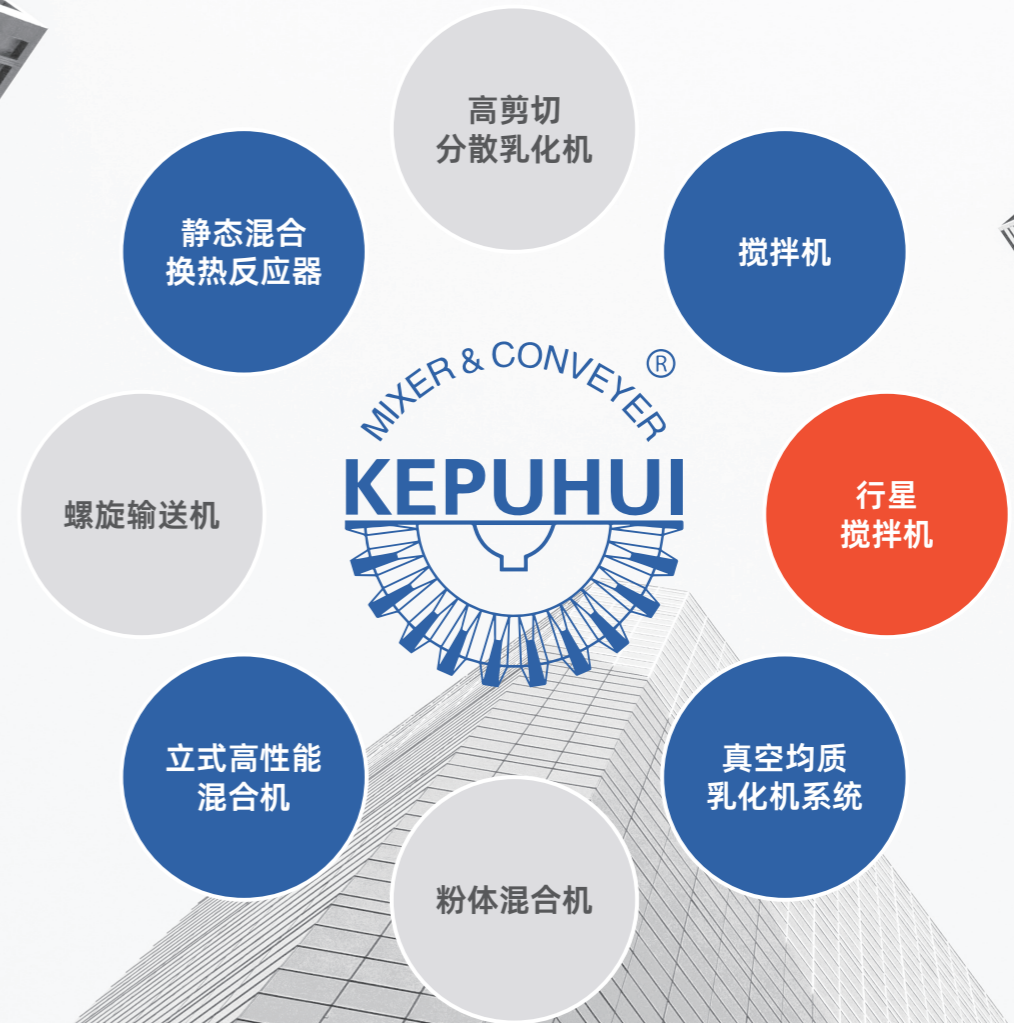 高剪切
分散乳化机
静态混合
换热反应器
搅拌机
MIXER & CONVEYER ®
KEPUHUI
螺旋输送机
行星
搅拌机
立式高性能
混合机
真空均质
乳化机系统
粉体混合机